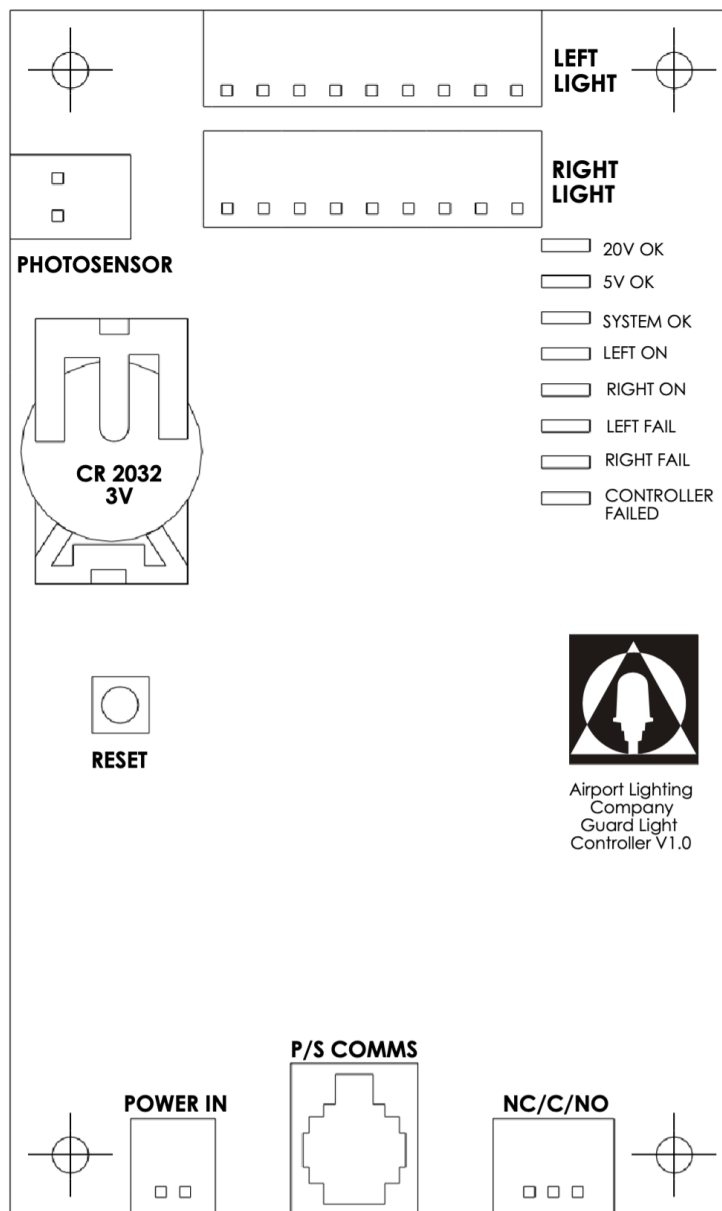 LEFT
LIGHT
RIGHT
LIGHT
PHOTOSENSOR
20V OK
5V OK
SYSTEM OK
LEFT ON
RIGHT ON
LEFT FAIL
RIGHT FAIL
CONTROLLER
FAILED
CR 2032
3V
RESET
Airport Lighting
Company
Guard Light
Controller V1.0
P/S COMMS
POWER IN
NC/C/NO